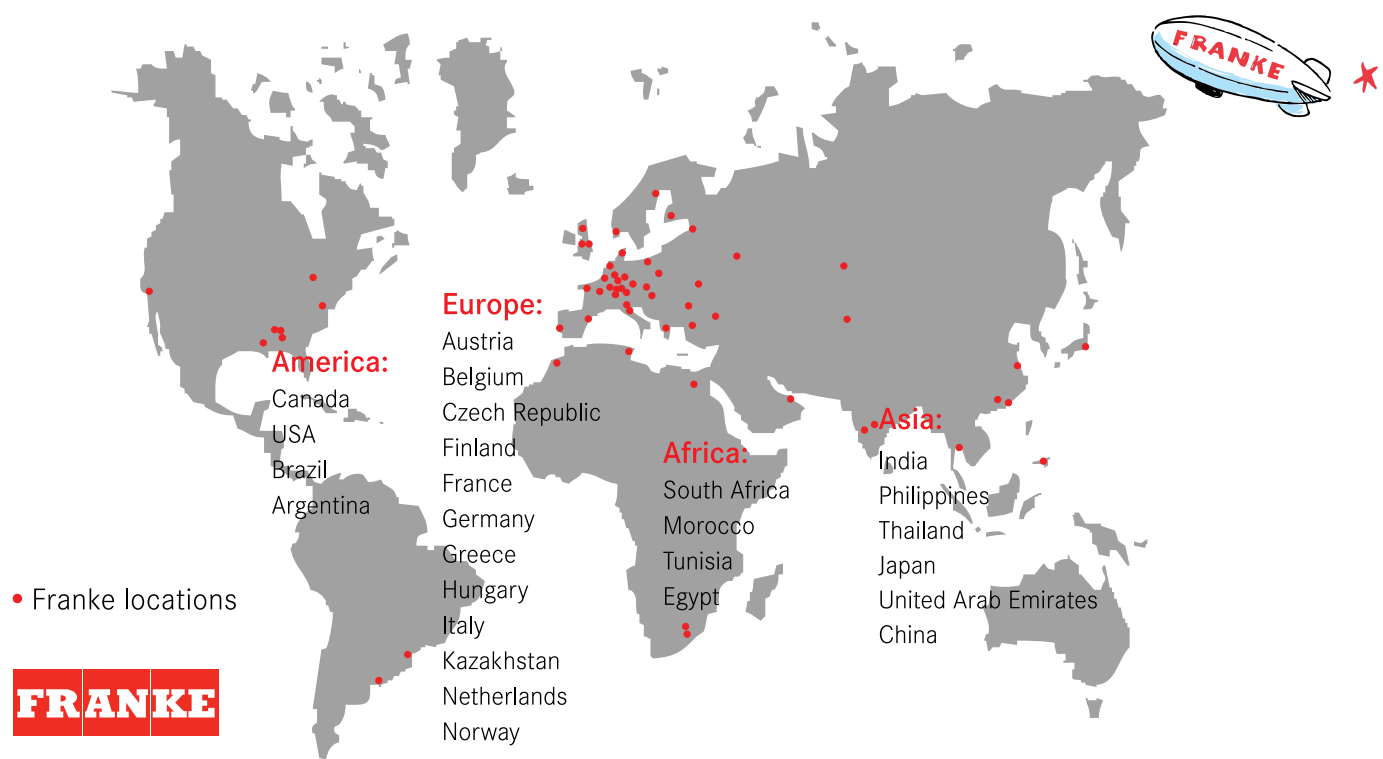 FRANKE
America:
Canada
USA
Brazil
Argentina
Europe:
Austria
Belgium
Czech Republic
Finland
France
Germany
Greece
Hungary
Italy
Kazakhstan
Netherlands
Norway
Africa:
South Africa
Morocco
Tunisia
Egypt
Asia:
India
Philippines
Thailand
Japan
United Arab Emirates
China
Franke locations
FRANKE